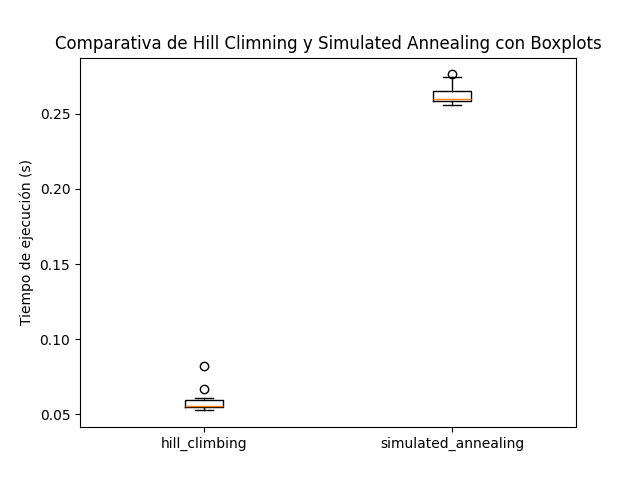 Comparativa de Hill Climning y Simulated Annealing con Boxplots
Tiempo de ejecución (s)
0.25
0.20
0.15
0.10
0.05
hill_climbing
simulated_annealing